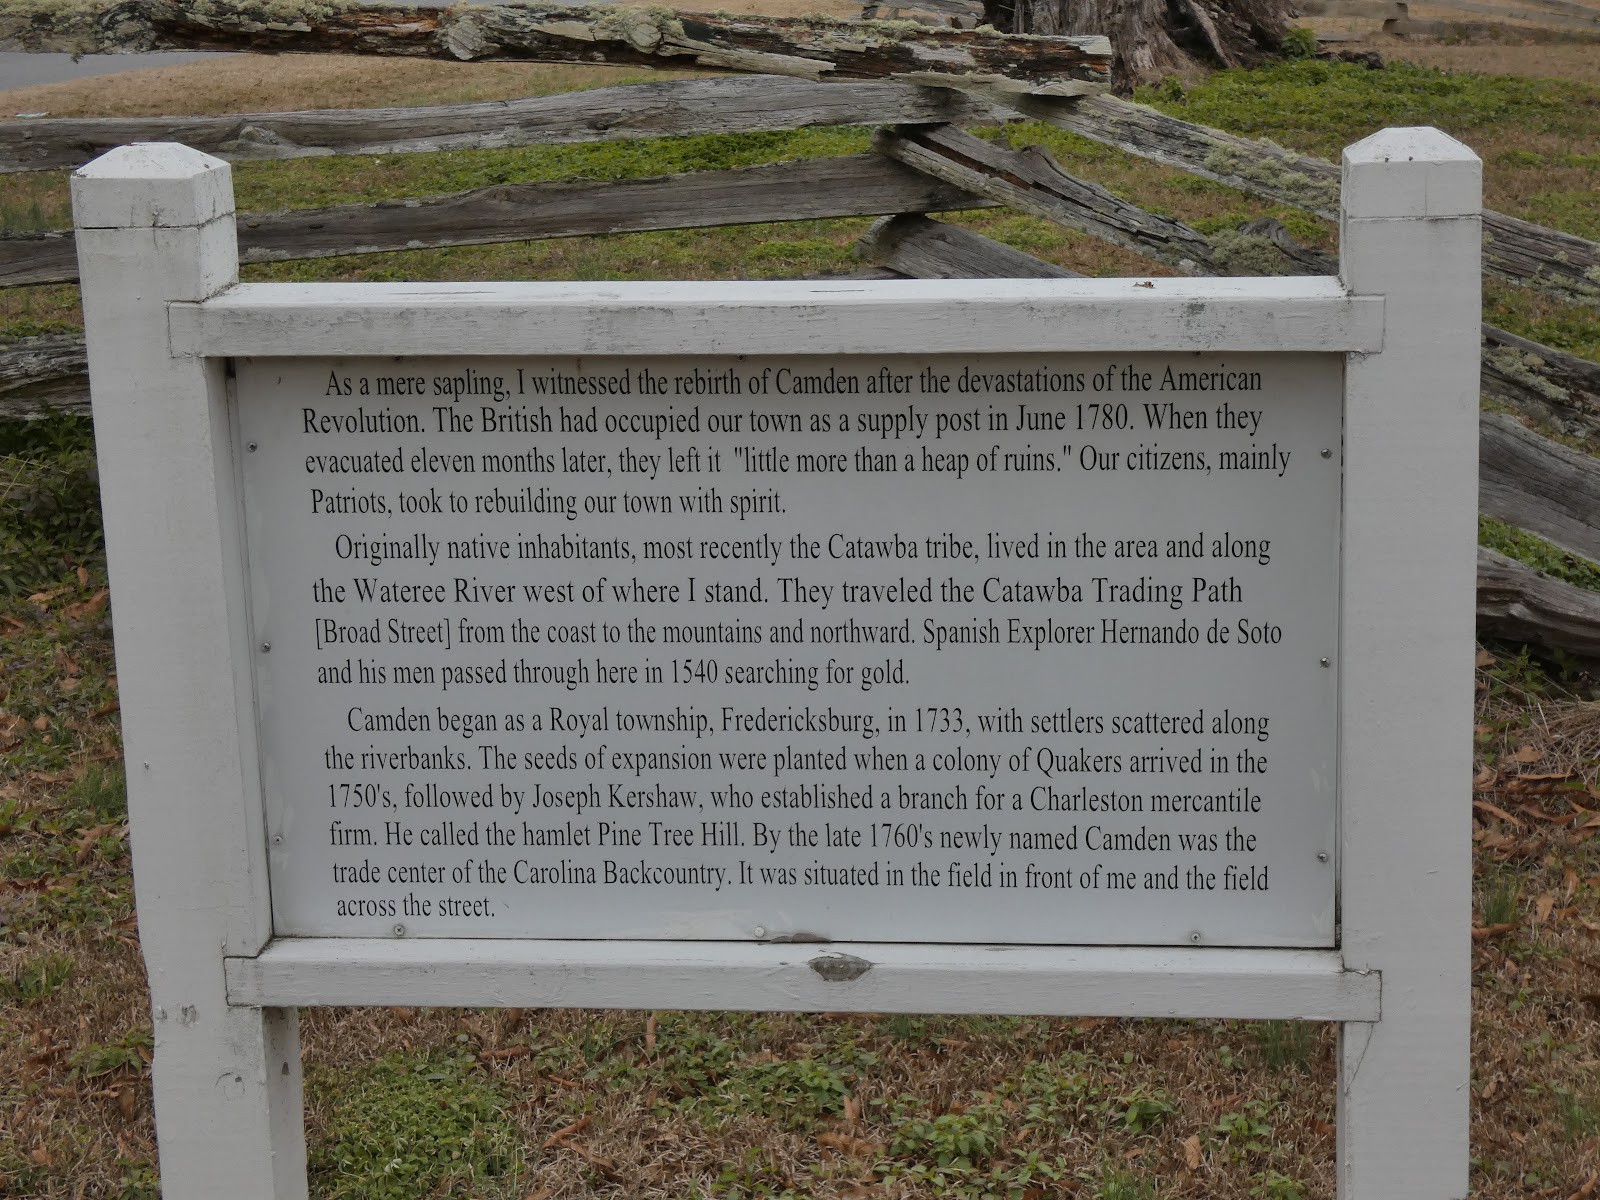 As a mere sapling, I witnessed the rebirth of Camden after the devastations of the American
Revolution. The British had occupied our town as a supply post in June 1780. When they
evacuated eleven months later, they left it "little more than a heap of ruins." Our citizens, mainly
Patriots, took to rebuilding our town with spirit.
Originally native inhabitants, most recently the Catawba tribe, lived in the area and along
the Wateree River west of where I stand. They traveled the Catawba Trading Path
[Broad Street] from the coast to the mountains and northward. Spanish Explorer Hernando de Soto
and his men passed through here in 1540 searching for gold.
Camden began as a Royal township, Fredericksburg, in 1733, with settlers scattered along
the riverbanks. The seeds of expansion were planted when a colony of Quakers arrived in the
1750's, followed by Joseph Kershaw, who established a branch for a Charleston mercantile
firm. He called the hamlet Pine Tree Hill. By the late 1760's newly named Camden was the
trade center of the Carolina Backcountry. It was situated in the field in front of me and the field
across the street.